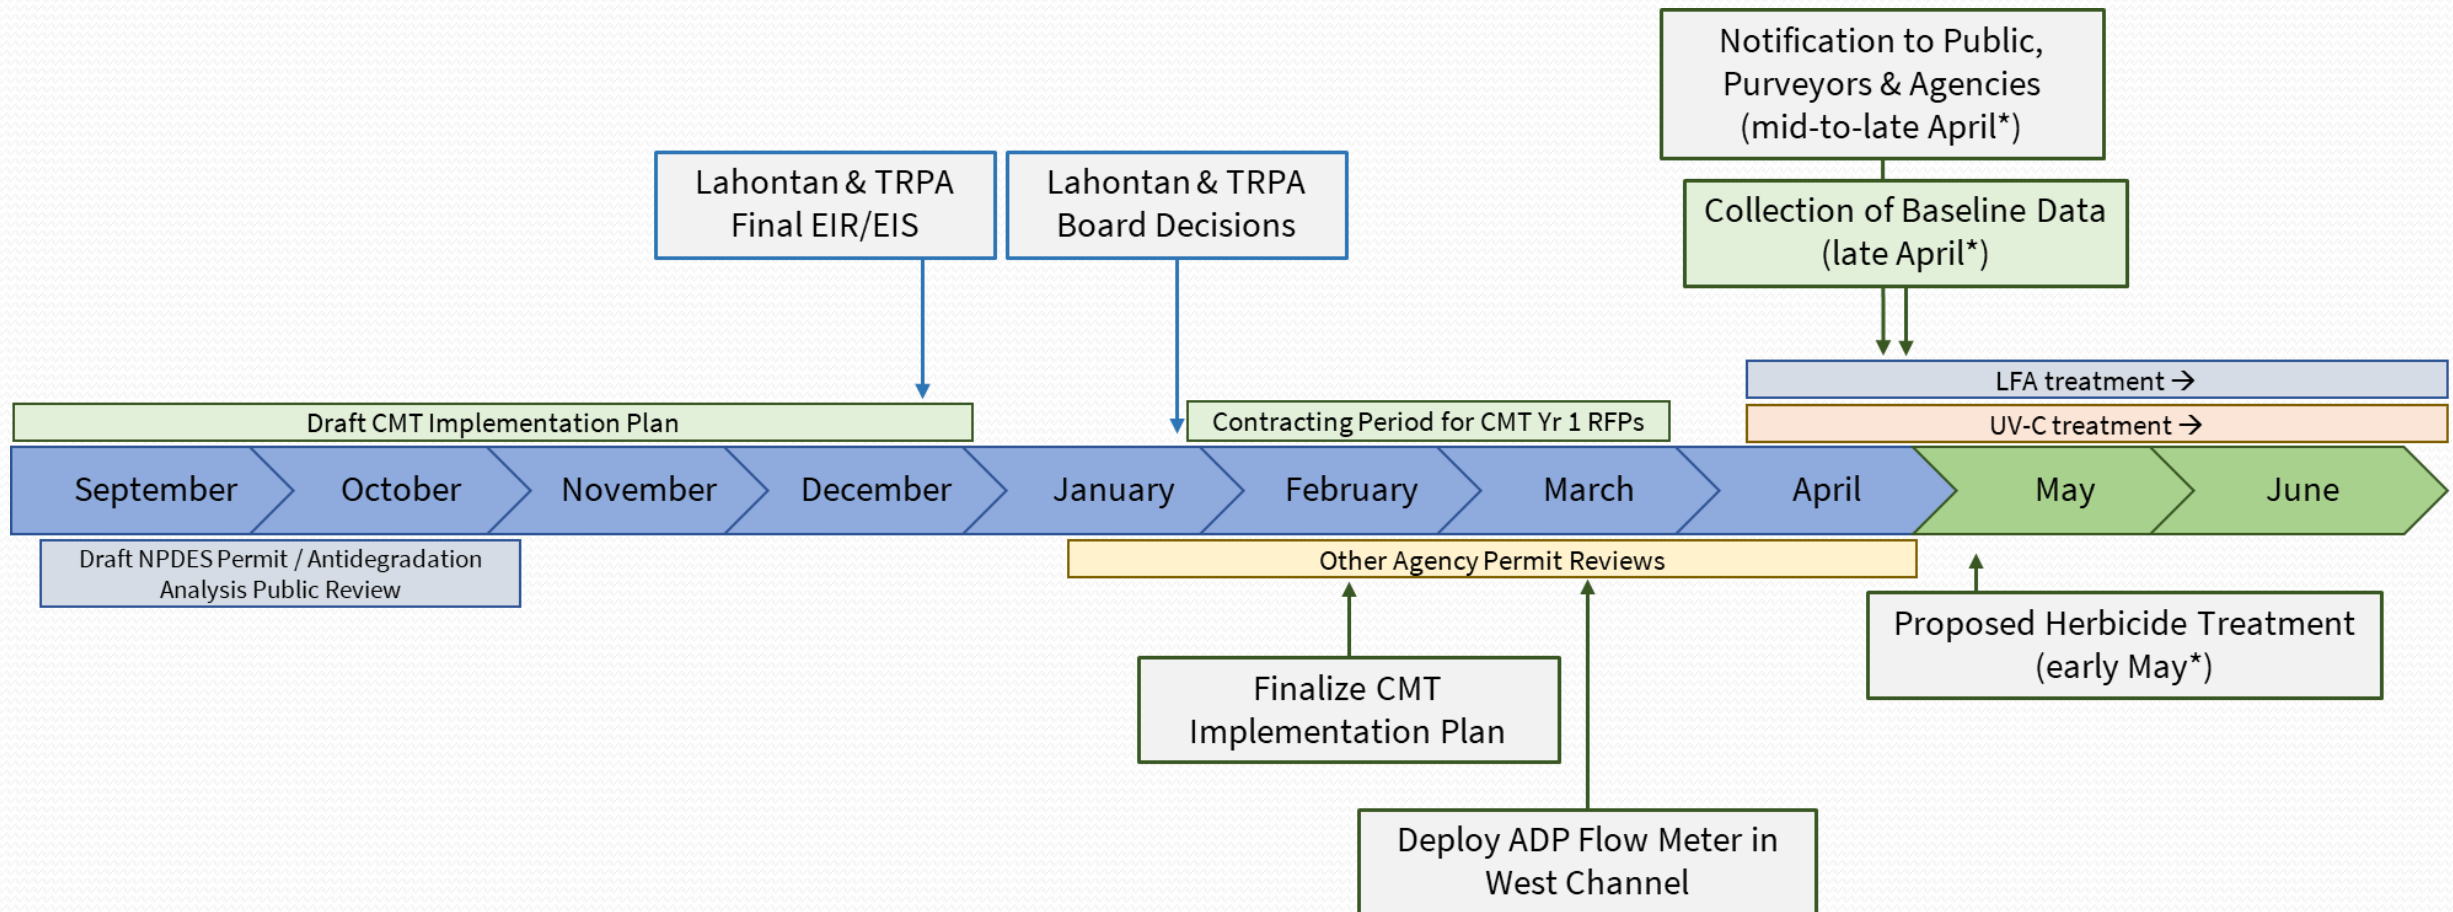 Notification to Public,
Purveyors & Agencies
(mid-to-late April*)
Lahontan & TRPA
Final EIR/EIS
Lahontan & TRPA
Board Decisions
Collection of Baseline Data
(late April*)
LFA treatment →
Draft CMT Implementation Plan
Contracting Period for CMT Yr 1 RFPs
UV-C treatment →
September
October
November
December
January
February
March
April
May
June
Draft NPDES Permit / Antidegradation
Analysis Public Review
Other Agency Permit Reviews
Proposed Herbicide Treatment
(early May*)
Finalize CMT
Implementation Plan
Deploy ADP Flow Meter in
West Channel